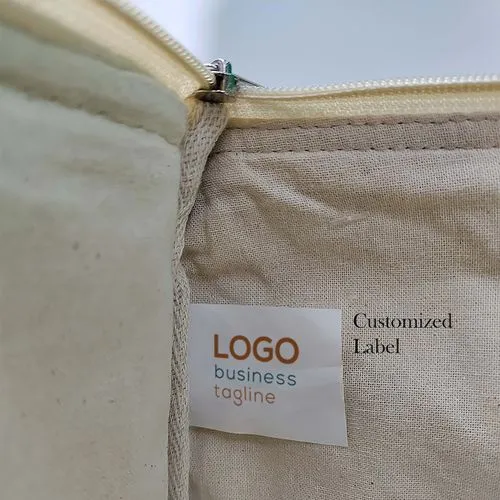 LOGO
business
tagline
Customized
Label